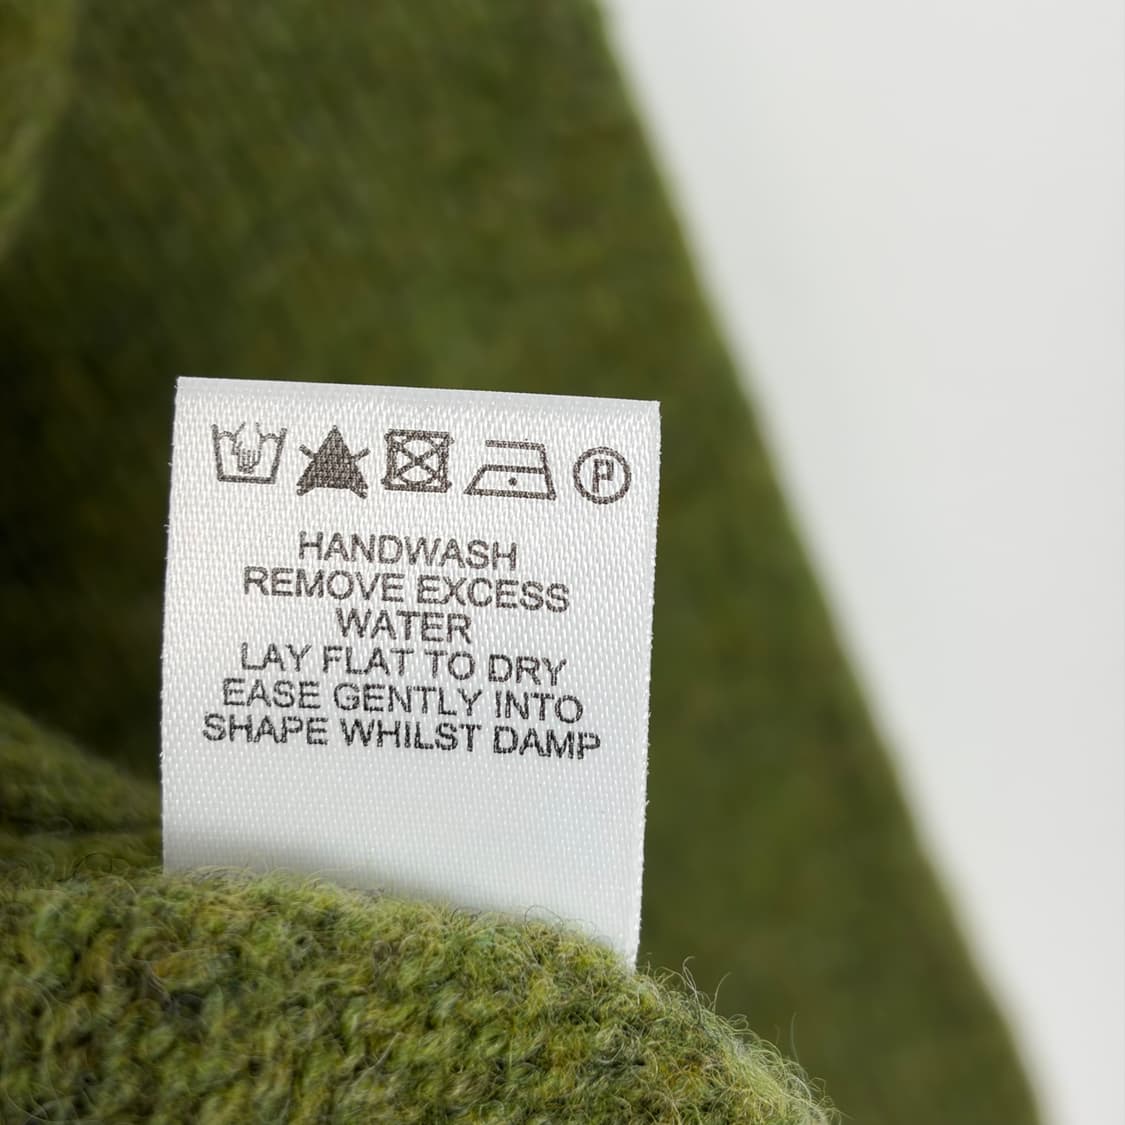 P
HANDWASH
REMOVE EXCESS
WATER
LAY FLAT TO DRY
EASE GENTLY INTO
SHAPE WHILST DAMP